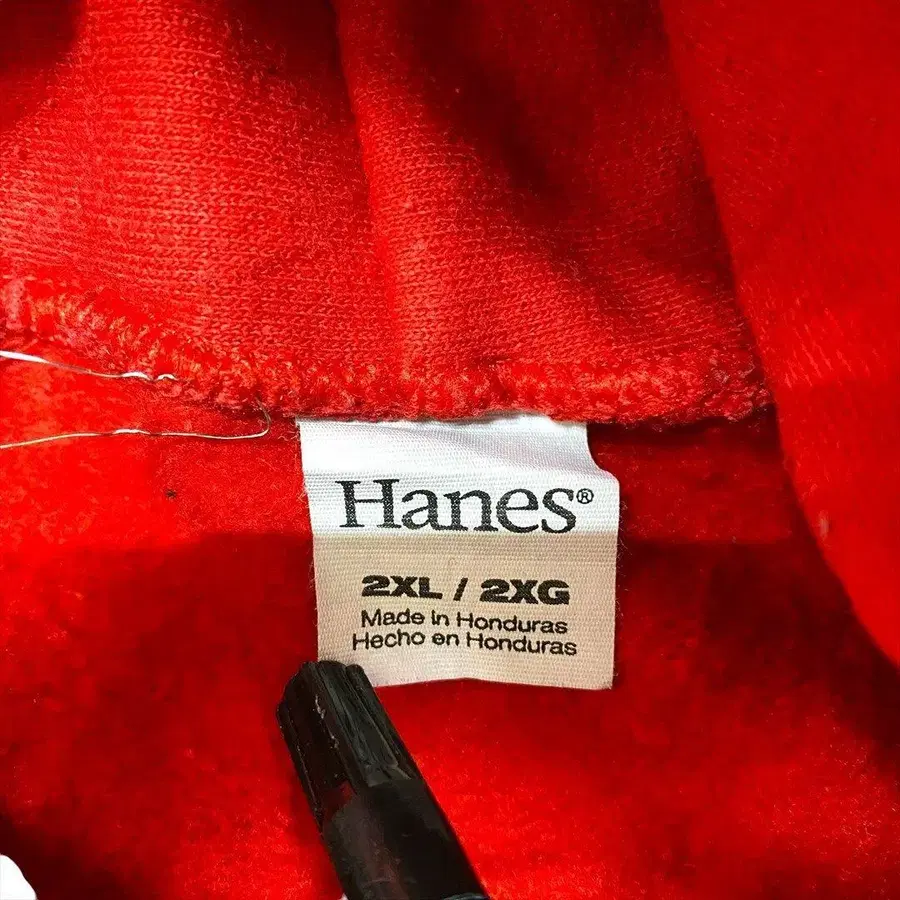 Hanes®
2XL / 2XG
Made in Honduras
Hecho en Honduras